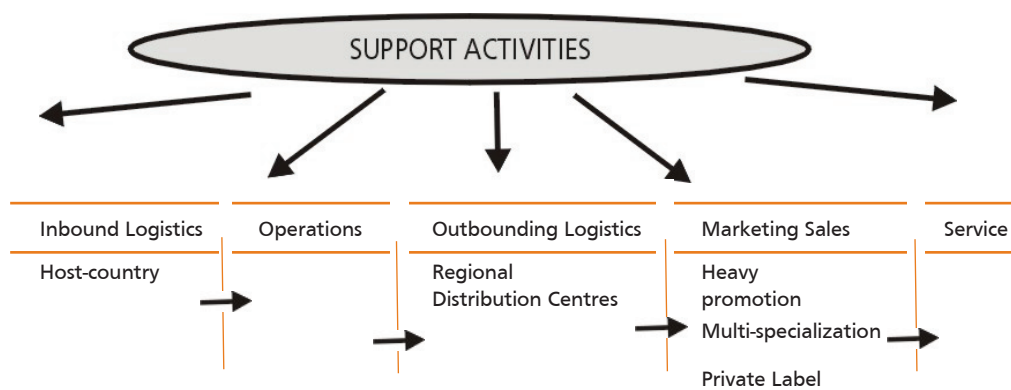 SUPPORT ACTIVITIES
Inbound Logistics
Operations
Outbounding Logistics
Marketing Sales
Service
Host-country
Regional
Distribution Centres
Heavy
promotion
Multi-specialization
Private Label